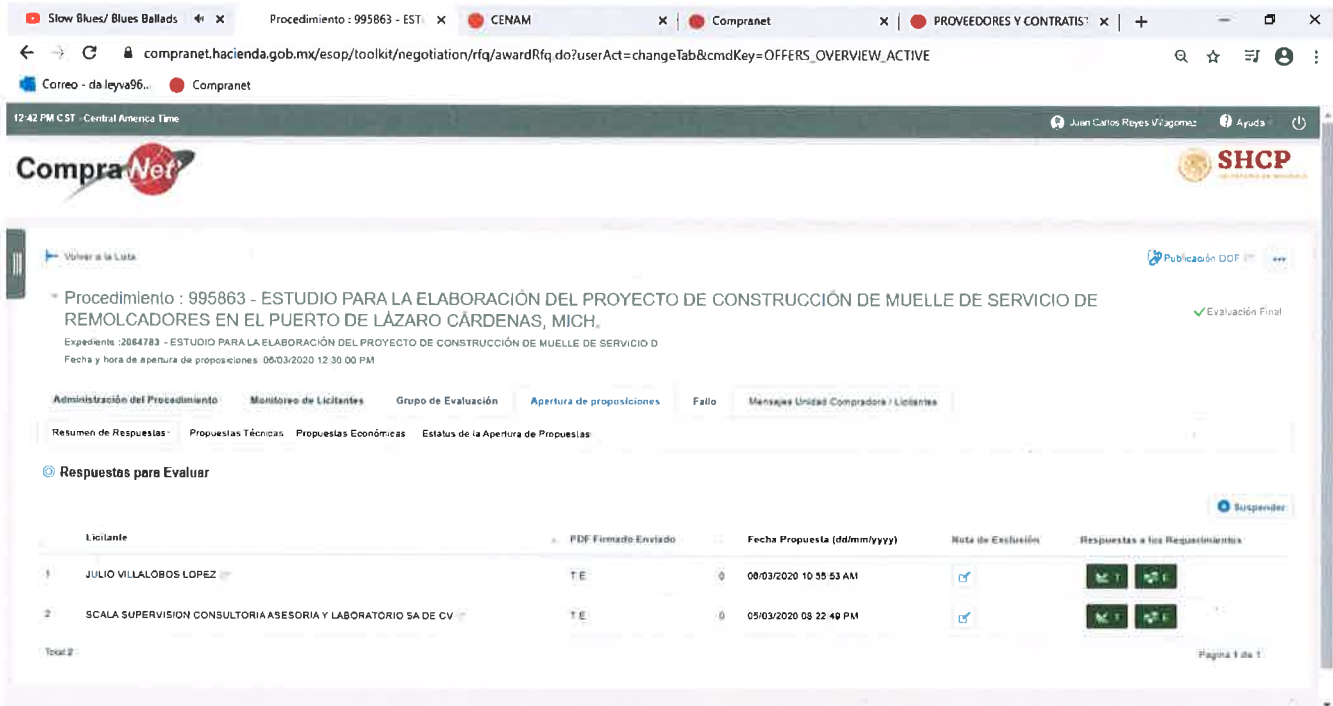 Slow Blues/ Blues Ballads
Procedimiento : 995863 - EST
CENAM
Compranet
PROVEEDORES Y CONTRATIS
compranet.hacienda.gob.mx/esop/toolkit/negotiation/rfq/awardRfq.do?userAct=changeTab&cmdKey=OFFERS_OVERVIEW_ACTIVE
Correo - da.leyva96...
Compranet
12:42 PM CST - Central America Time
Juan Carlos Reyes Villagomez
Ayuda
CompraNet
SHCP
Volver a la Lista
Publicación DOF
Procedimiento : 995863 - ESTUDIO PARA LA ELABORACIÓN DEL PROYECTO DE CONSTRUCCIÓN DE MUELLE DE SERVICIO DE
REMOLCADORES EN EL PUERTO DE LÁZARO CÁRDENAS, MICH.
Evaluación Final
Expediente :2064783 - ESTUDIO PARA LA ELABORACIÓN DEL PROYECTO DE CONSTRUCCIÓN DE MUELLE DE SERVICIO D
Fecha y hora de apertura de proposiciones 06/03/2020 12:30:00 PM
Administración del Procedimiento Monitoreo de Licitantes Grupo de Evaluación Apertura de proposiciones Fallo Mensajes Unidad Compradora / Licitantes
Resumen de Respuestas Propuestas Técnicas Propuestas Económicas Estatus de la Apertura de Propuestas
Respuestas para Evaluar
Suspender
Licitante PDF Firmado Enviado Fecha Propuesta (dd/mm/yyyy) Nota de Exclusión Respuestas a los Requerimientos
1 JULIO VILLALOBOS LOPEZ T E 0 06/03/2020 10:55:53 AM T E
2 SCALA SUPERVISION CONSULTORIA ASESORIA Y LABORATORIO SA DE CV T E 0 05/03/2020 08:22:49 PM T E
Total 2
Pagina 1 de 1